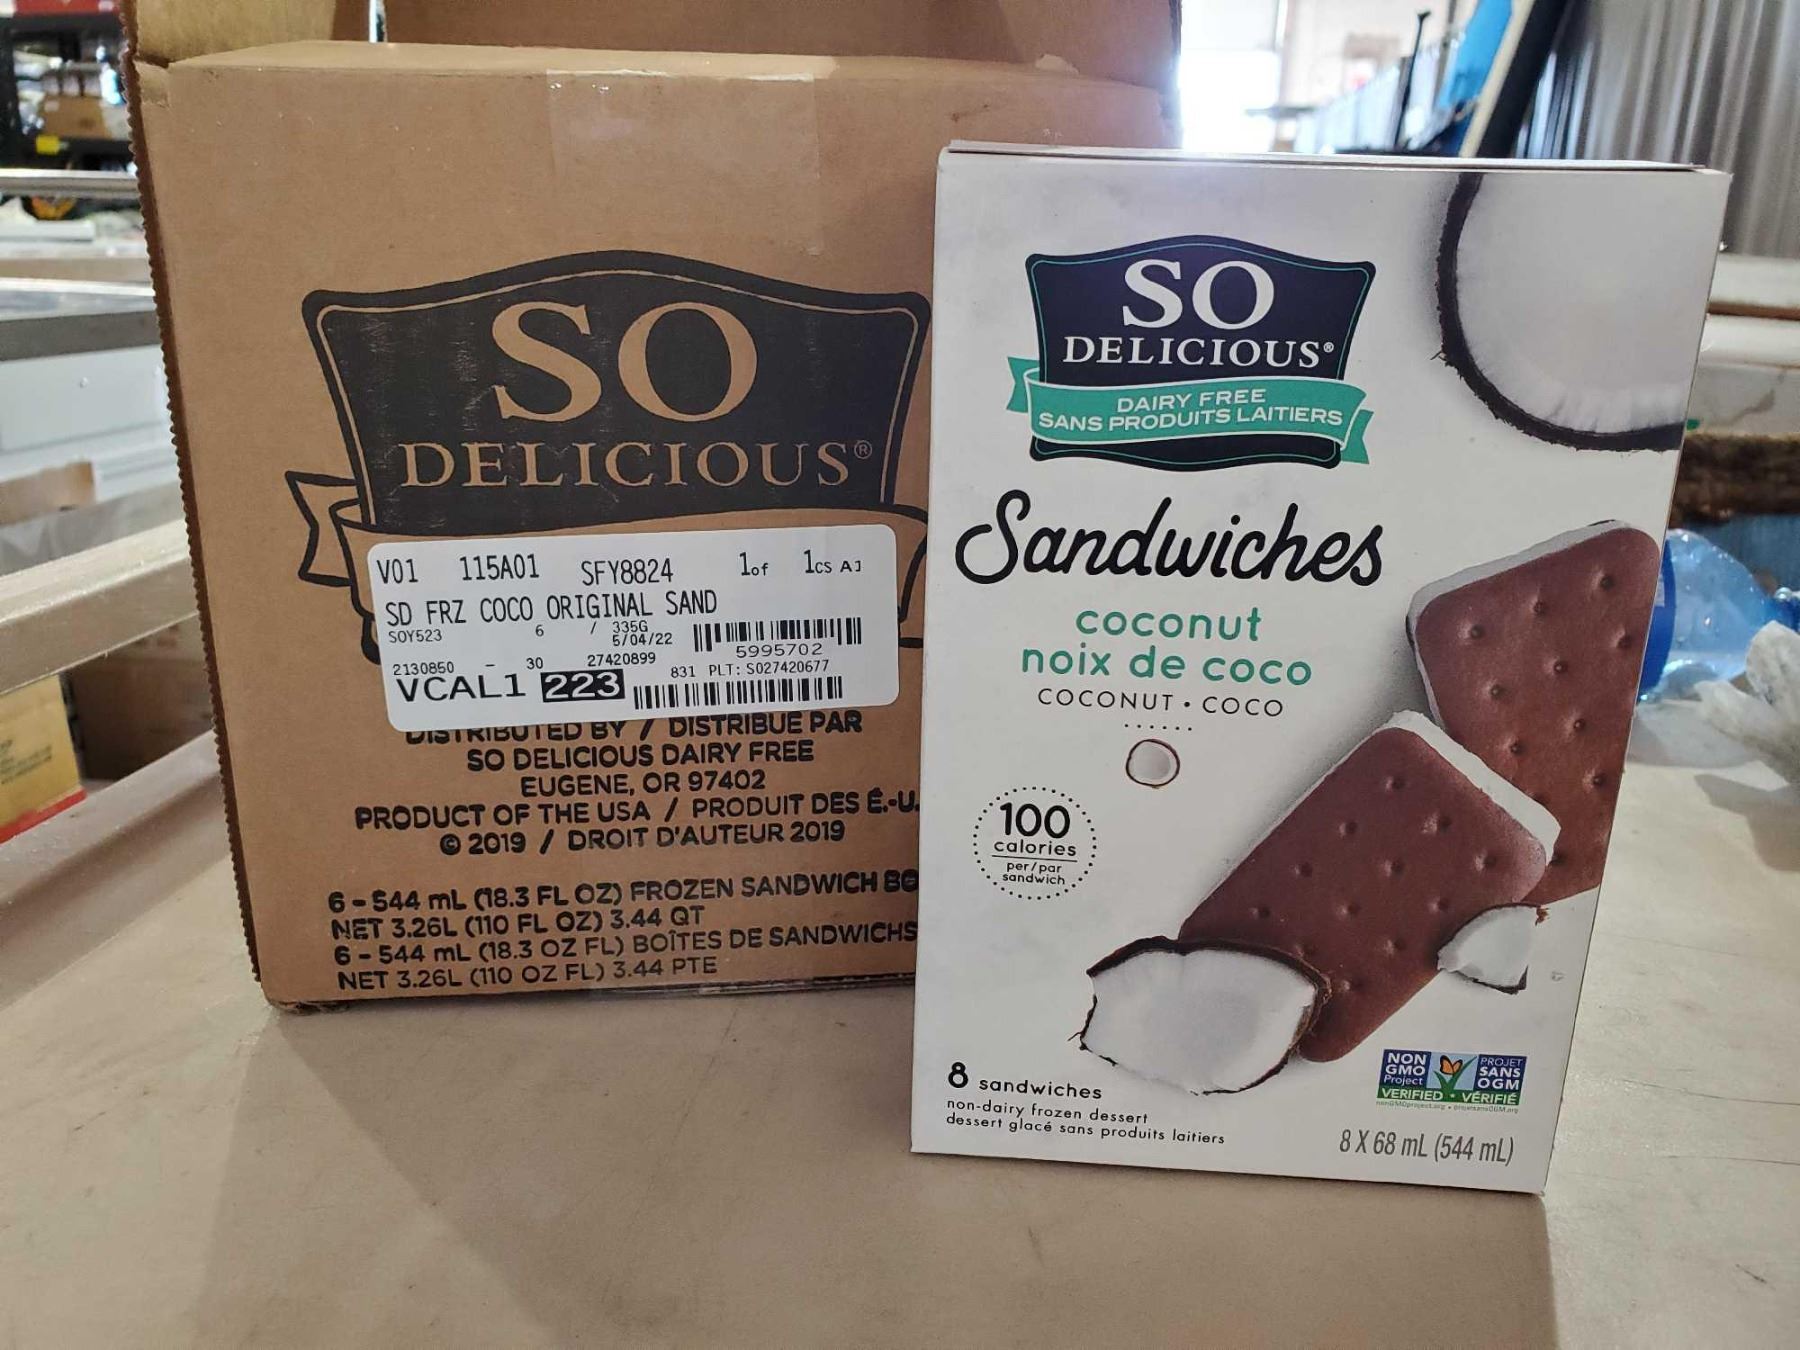 SO
DELICIOUS®
V01 115A01 SFY8824 1of 1cs AJ
SD FRZ COCO ORIGINAL SAND
SOY523 6 / 335G
5/04/22
5995702
2130850 - 30 27420899
831 PLT: S027420677
VCAL1 223
DISTRIBUTED BY / DISTRIBUÉ PAR
SO DELICIOUS DAIRY FREE
EUGENE, OR 97402
PRODUCT OF THE USA / PRODUIT DES É.-U.
© 2019 / DROIT D'AUTEUR 2019
6 - 544 mL (18.3 FL OZ) FROZEN SANDWICH BO
NET 3.26L (110 FL OZ) 3.44 QT
6 - 544 mL (18.3 OZ FL) BOÎTES DE SANDWICHS
NET 3.26L (110 OZ FL) 3.44 PTE
SO
DELICIOUS®
DAIRY FREE
SANS PRODUITS LAITIERS
Sandwiches
coconut
noix de coco
COCONUT • COCO
100
calories
per/par
sandwich
8 sandwiches
non-dairy frozen dessert
dessert glacé sans produits laitiers
NON
GMO
Project
PROJET
SANS
OGM
VERIFIED • VÉRIFIÉ
8 X 68 mL (544 mL)